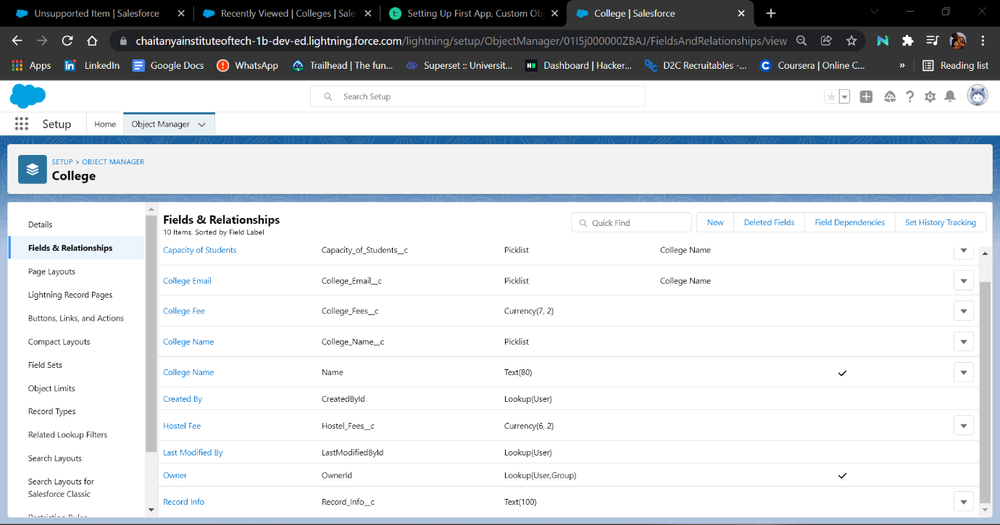 Unsupported Item | Salesforce
Recently Viewed | Colleges | Sale
Setting Up First App, Custom Ob
College | Salesforce
chaitanyainstituteoftech-1b-dev-ed.lightning.force.com/lightning/setup/ObjectManager/01I5j000000ZBAJ/FieldsAndRelationships/view
Apps LinkedIn Google Docs WhatsApp Trailhead | The fun... Superset :: Universit... Dashboard | Hacker... D2C Recruitables -... Coursera | Online C... » Reading list
Search Setup
Setup Home Object Manager
SETUP > OBJECT MANAGER
College
Details
Fields & Relationships
Page Layouts
Lightning Record Pages
Buttons, Links, and Actions
Compact Layouts
Field Sets
Object Limits
Record Types
Related Lookup Filters
Search Layouts
Search Layouts for
Salesforce Classic
Restriction Rules
Fields & Relationships
10 Items, Sorted by Field Label
Quick Find New Deleted Fields Field Dependencies Set History Tracking
Capacity of Students Capacity_of_Students__c Picklist College Name
College Email College_Email__c Picklist College Name
College Fee College_Fees__c Currency(7, 2)
College Name College_Name__c Picklist
College Name Name Text(80)
Created By CreatedById Lookup(User)
Hostel Fee Hostel_Fees__c Currency(6, 2)
Last Modified By LastModifiedById Lookup(User)
Owner OwnerId Lookup(User,Group)
Record Info Record_Info__c Text(100)